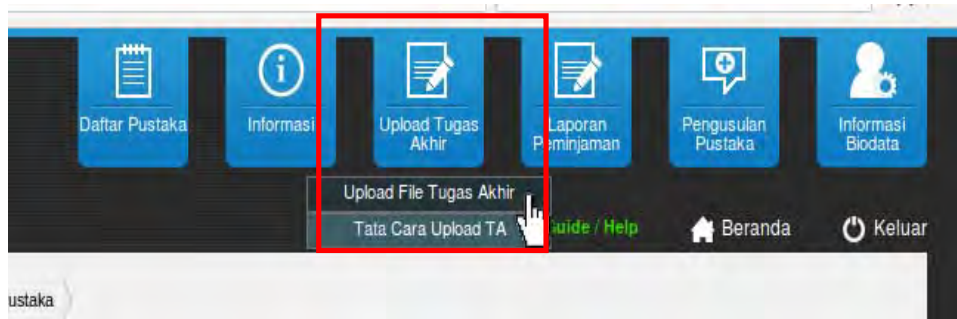 Daftar Pustaka
Informasi
Upload Tugas
Akhir
Laporan
Peminjaman
Pengusulan
Pustaka
Informasi
Biodata
Upload File Tugas Akhir
Tata Cara Upload TA
Guide / Help
Beranda
Keluar
ustaka